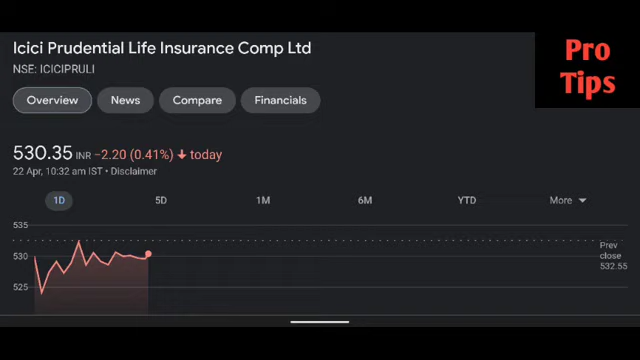 Icici Prudential Life Insurance Comp Ltd
NSE: ICICIPRULI
Pro
Tips
Overview
News
Compare
Financials
530.35 INR −2.20 (0.41%) ↓ today
22 Apr, 10:32 am IST • Disclaimer
1D
5D
1M
6M
YTD
More
535
530
525
Prev
close
532.55